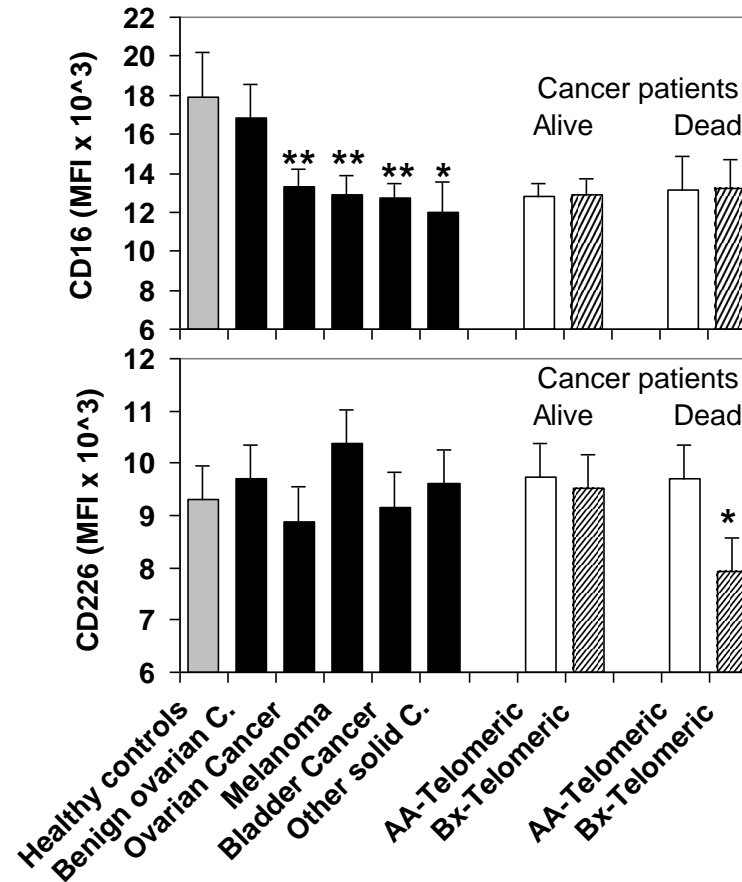 22
20
18
16
14
12
10
8
6
CD16 (MFI x 10^3)
Cancer patients
Alive Dead
** ** ** *
12
11
10
9
8
7
6
CD226 (MFI x 10^3)
Cancer patients
Alive Dead
*
Healthy controls
Benign ovarian C.
Ovarian Cancer
Melanoma
Bladder Cancer
Other solid C.
AA-Telomeric
Bx-Telomeric
AA-Telomeric
Bx-Telomeric